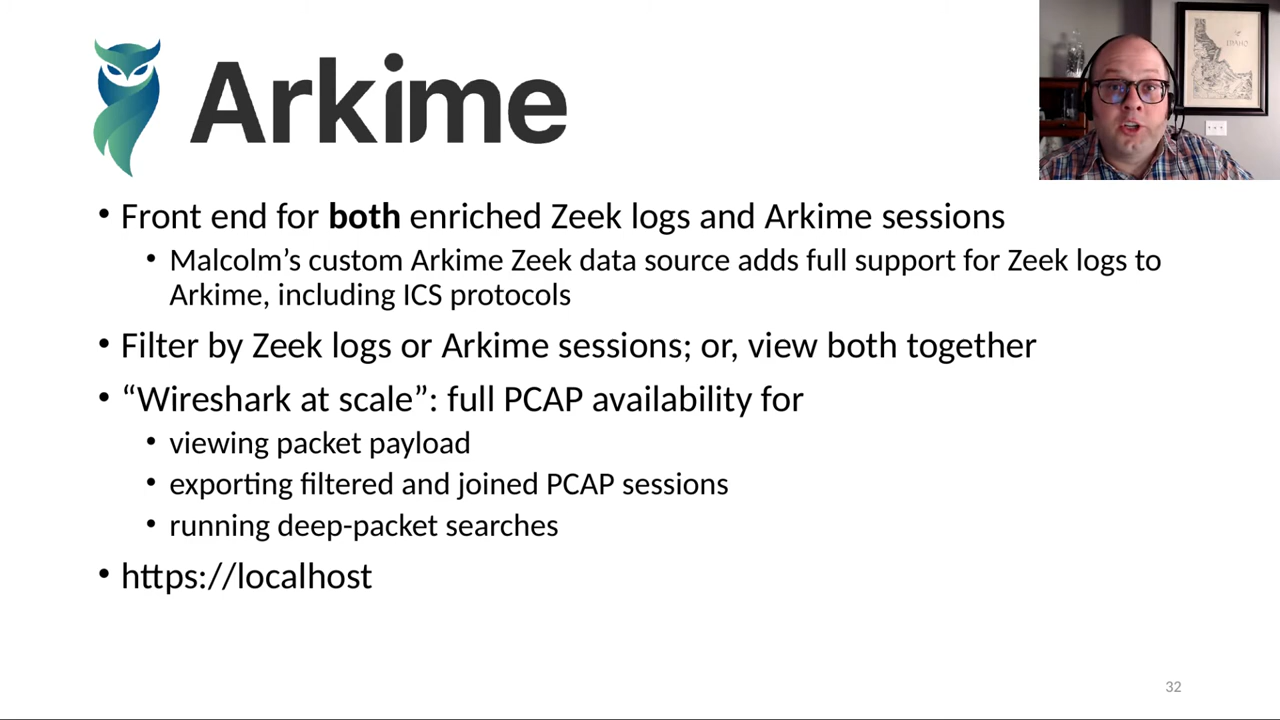 Arkime
IDAHO
• Front end for both enriched Zeek logs and Arkime sessions
• Malcolm’s custom Arkime Zeek data source adds full support for Zeek logs to
Arkime, including ICS protocols
• Filter by Zeek logs or Arkime sessions; or, view both together
• “Wireshark at scale”: full PCAP availability for
• viewing packet payload
• exporting filtered and joined PCAP sessions
• running deep-packet searches
• https://localhost
32